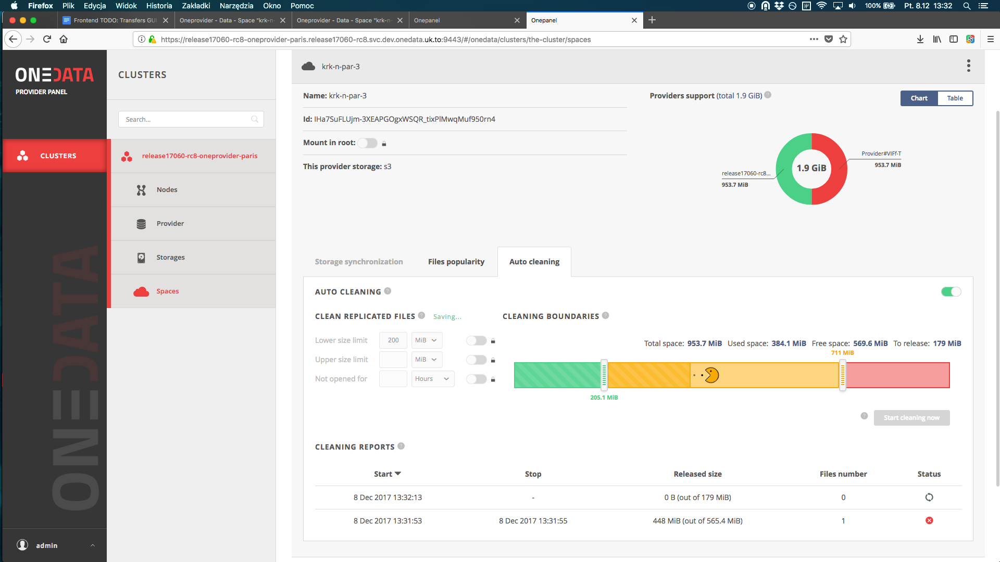 Firefox Plik Edycja Widok Historia Zakładki Narzędzia Okno Pomoc 100% Pt. 8.12 13:32
Frontend TODO: Transfers GUI Oneprovider - Data - Space "krk-n- Oneprovider - Data - Space "krk-n- Onepanel Onepanel
https://release17060-rc8-oneprovider-paris.release17060-rc8.svc.dev.onedata.uk.to:9443/#/onedata/clusters/the-cluster/spaces
ONEDATA
PROVIDER PANEL
CLUSTERS
admin
ONEDATA
CLUSTERS
Search...
release17060-rc8-oneprovider-paris
Nodes
Provider
Storages
Spaces
krk-n-par-3
Name: krk-n-par-3
Id: IHa7SuFLUjm-3XEAPGOgxWSQR_tixPlMwqMuf950rn4
Mount in root:
This provider storage: s3
Providers support (total 1.9 GiB)
Chart Table
Provider#VIFf-T
953.7 MiB
1.9 GiB
release17060-rc8...
953.7 MiB
Storage synchronization Files popularity Auto cleaning
AUTO CLEANING
CLEAN REPLICATED FILES Saving...
Lower size limit 200 MiB
Upper size limit MiB
Not opened for Hours
CLEANING BOUNDARIES
Total space: 953.7 MiB Used space: 384.1 MiB Free space: 569.6 MiB To release: 179 MiB
711 MiB
205.1 MiB
Start cleaning now
CLEANING REPORTS
Start Stop Released size Files number Status
8 Dec 2017 13:32:13 - 0 B (out of 179 MiB) 0
8 Dec 2017 13:31:53 8 Dec 2017 13:31:55 448 MiB (out of 565.4 MiB) 1